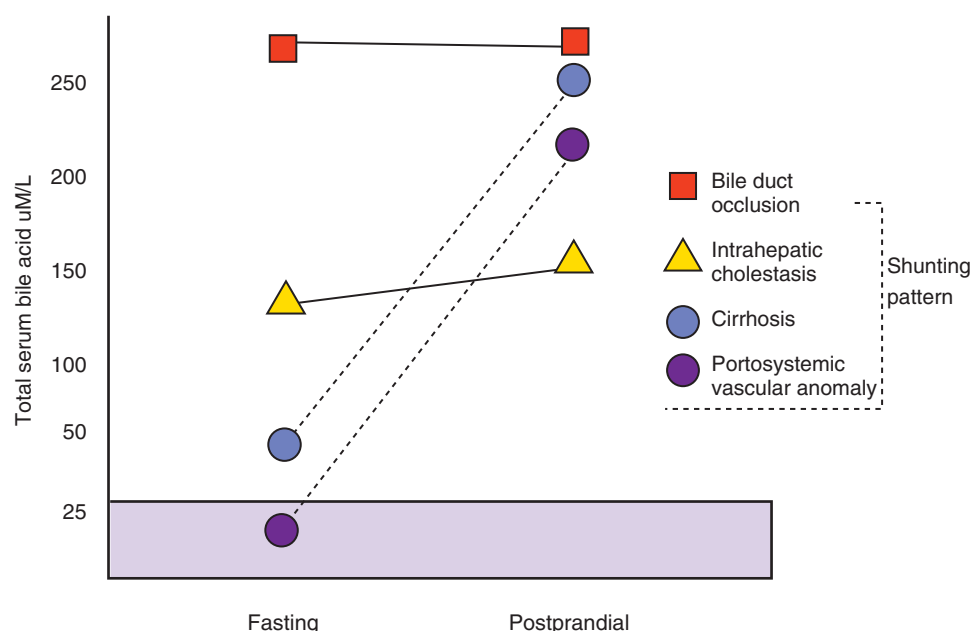 Total serum bile acid uM/L
250
200
150
100
50
25
Fasting
Postprandial
Bile duct
occlusion
Intrahepatic
cholestasis
Cirrhosis
Portosystemic
vascular anomaly
Shunting
pattern